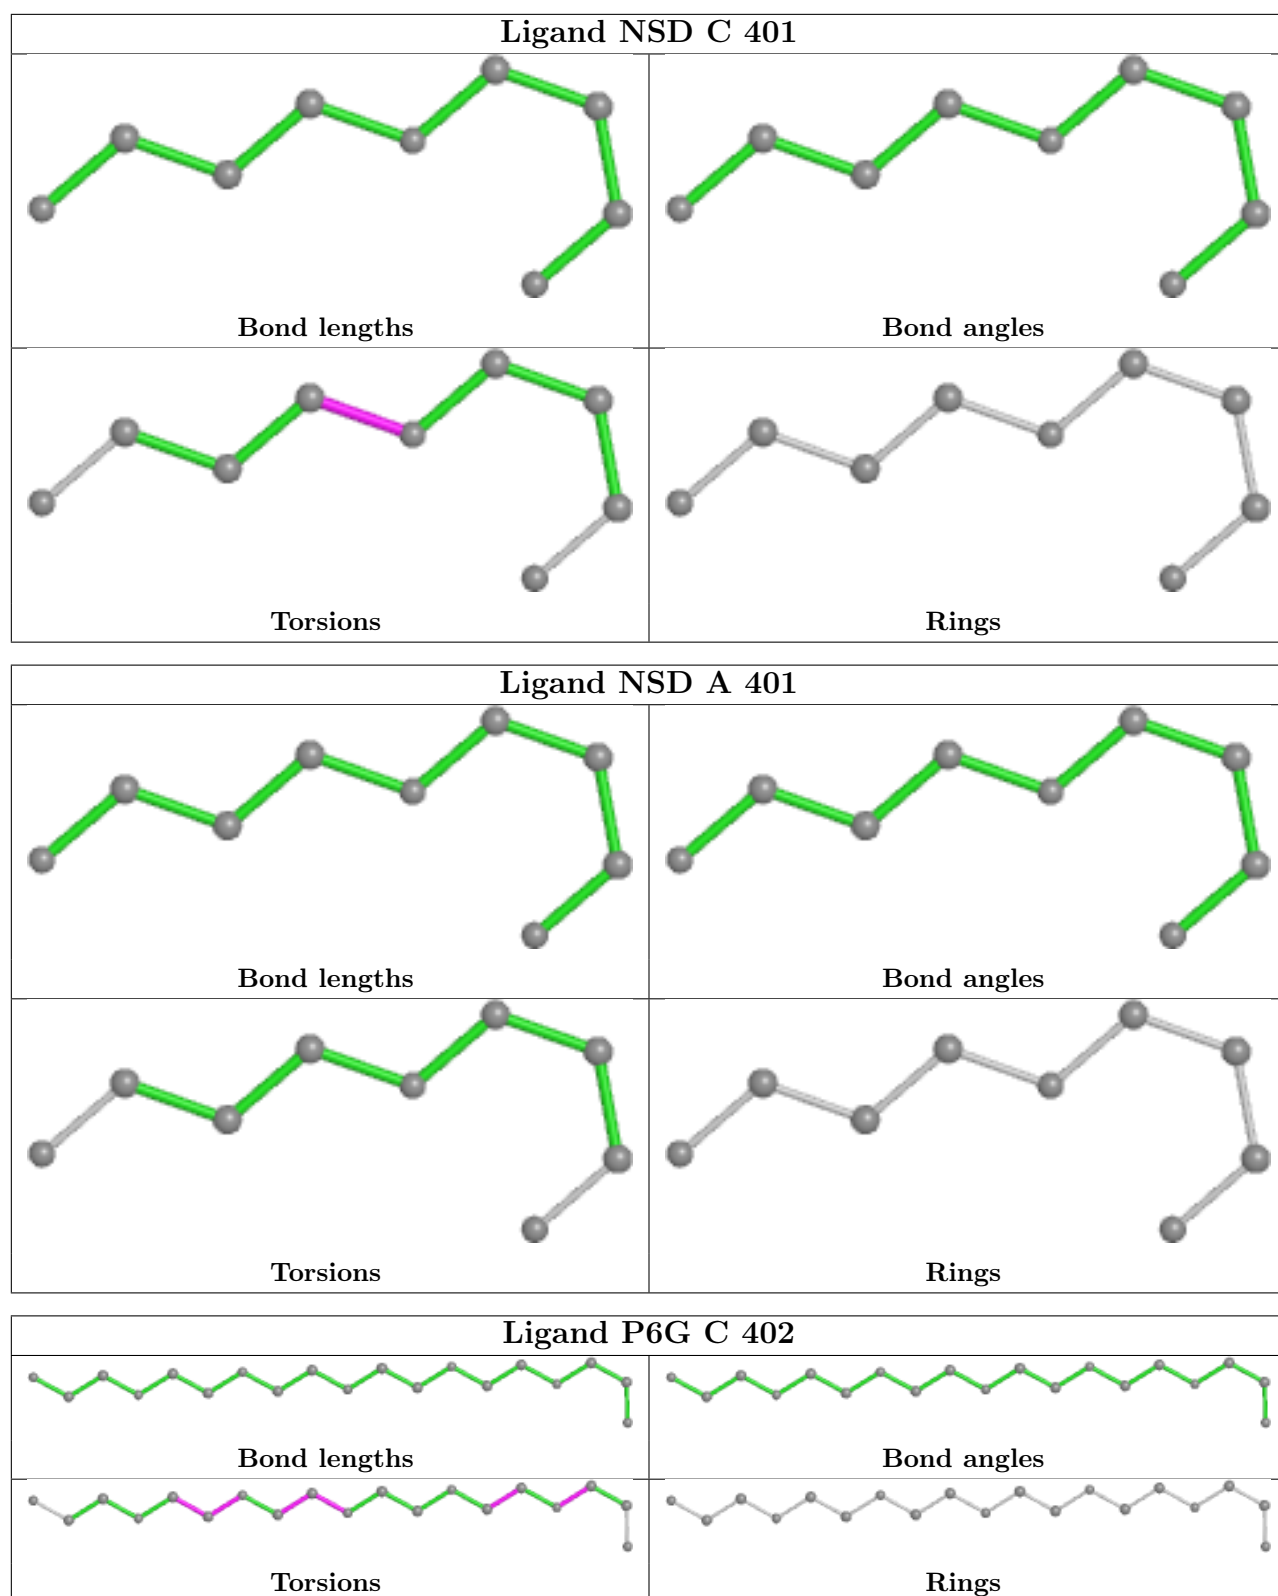 Ligand NSD C 401
Bond lengths
Bond angles
Torsions
Rings
Ligand NSD A 401
Bond lengths
Bond angles
Torsions
Rings
Ligand P6G C 402
Bond lengths
Bond angles
Torsions
Rings